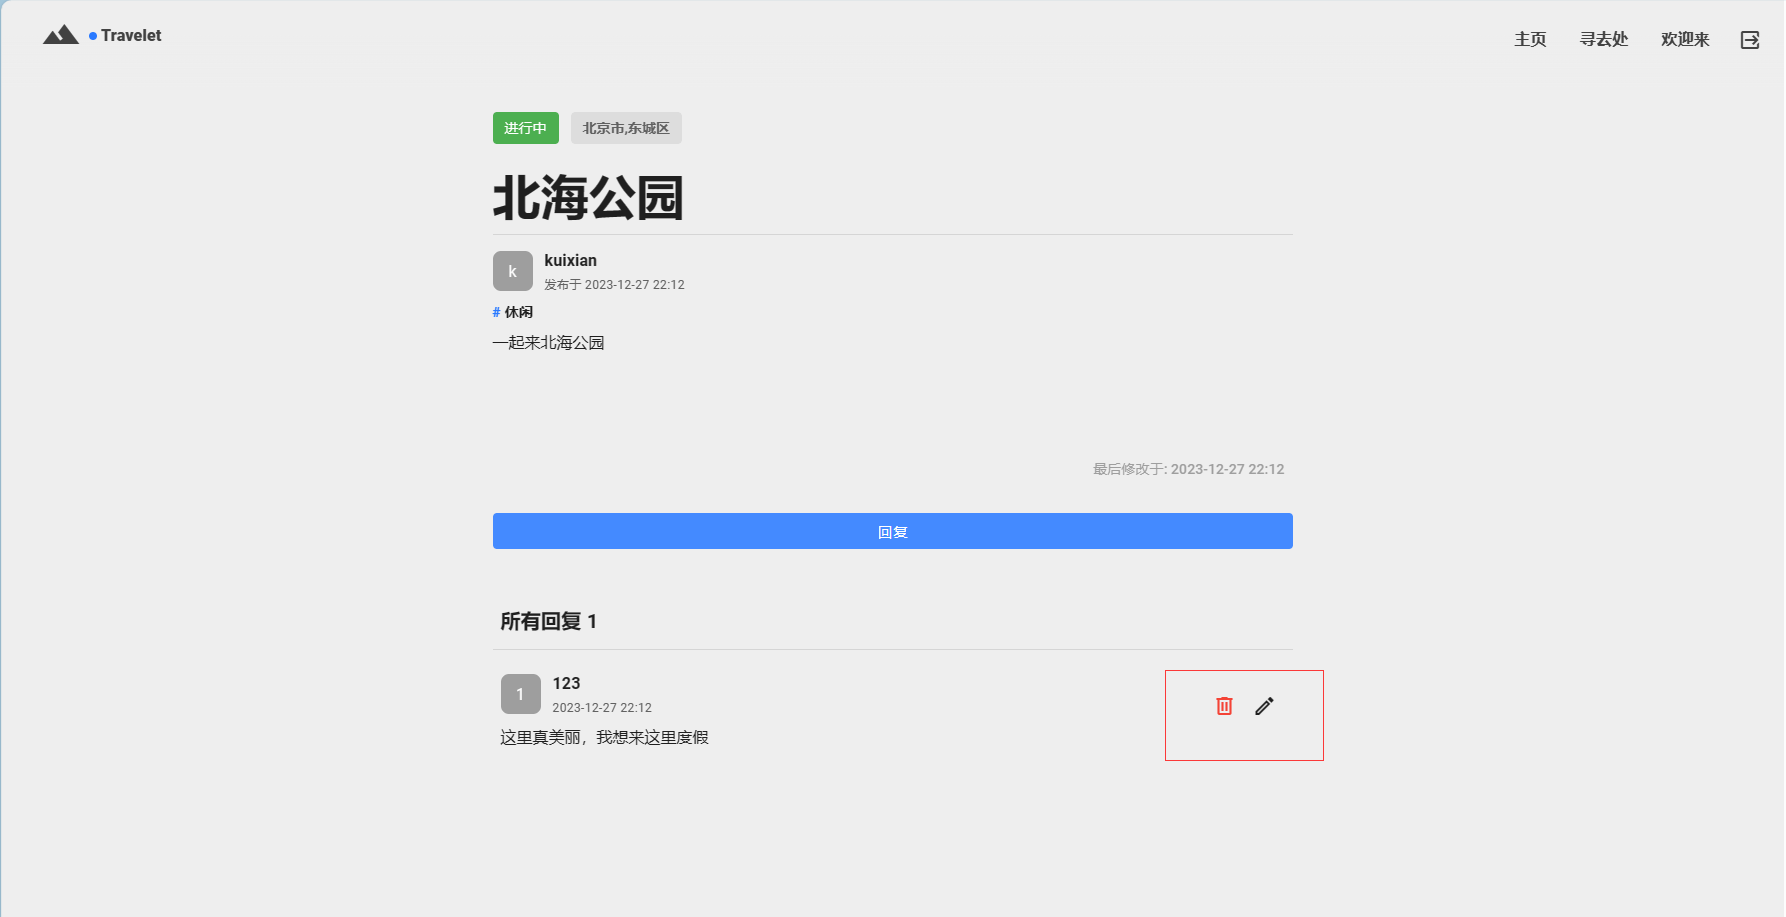 Travelet
主页 寻去处 欢迎来
进行中 北京市,东城区
北海公园
k
kuixian
发布于 2023-12-27 22:12
# 休闲
一起来北海公园
最后修改于: 2023-12-27 22:12
回复
所有回复 1
1
123
2023-12-27 22:12
这里真美丽，我想来这里度假